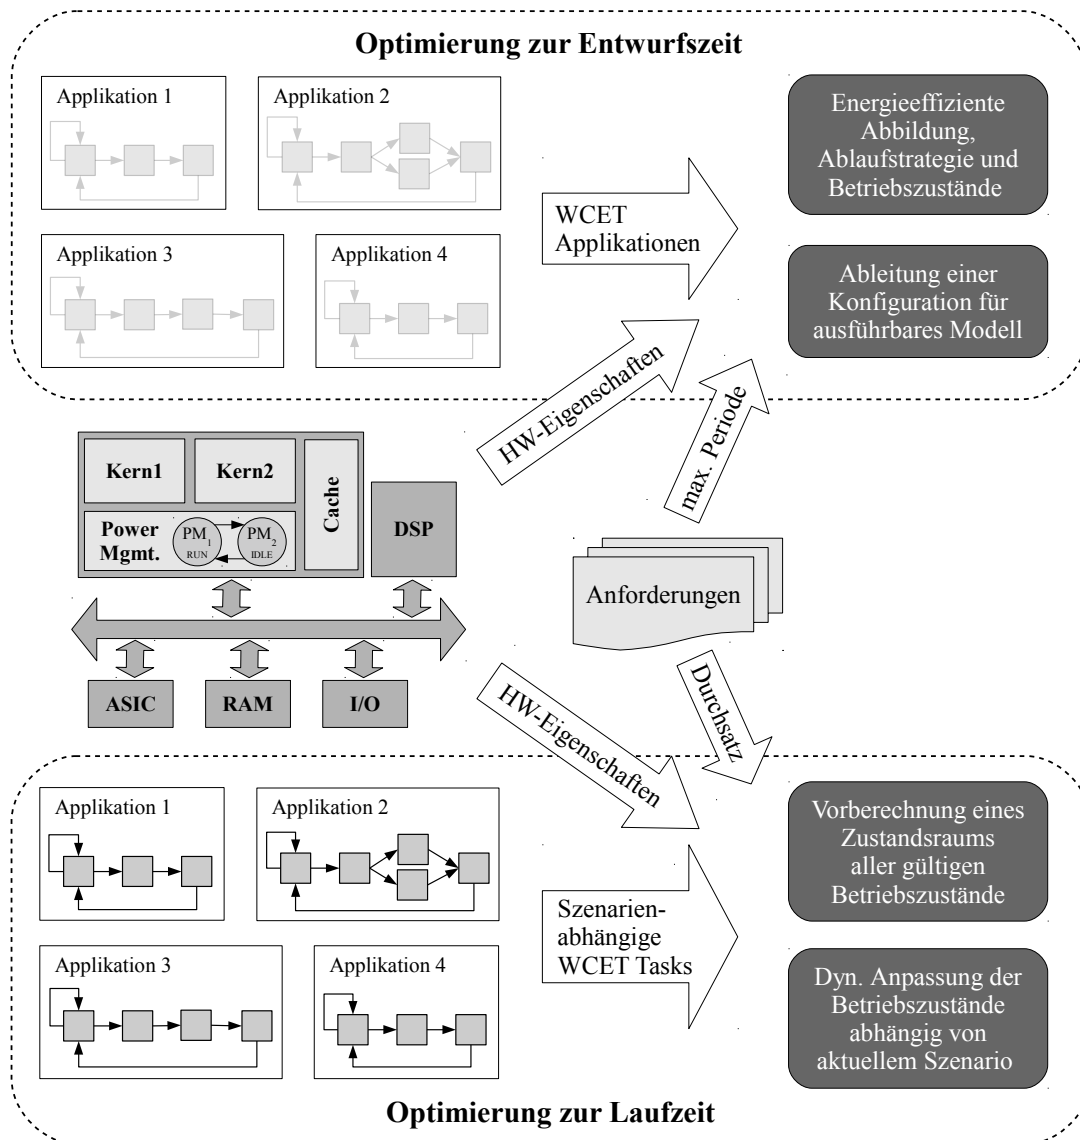 Optimierung zur Entwurfszeit
Applikation 1
Applikation 2
Applikation 3
Applikation 4
WCET
Applikationen
Energieeffiziente
Abbildung,
Ablaufstrategie und
Betriebszustände
Ableitung einer
Konfiguration für
ausführbares Modell
HW-Eigenschaften
max. Periode
Kern1
Kern2
Cache
Power
Mgmt.
PM1
RUN
PM2
IDLE
DSP
ASIC
RAM
I/O
Anforderungen
HW-Eigenschaften
Durchsatz
Applikation 1
Applikation 2
Applikation 3
Applikation 4
Szenarien-
abhängige
WCET Tasks
Vorberechnung eines
Zustandsraums
aller gültigen
Betriebszustände
Dyn. Anpassung der
Betriebszustände
abhängig von
aktuellem Szenario
Optimierung zur Laufzeit